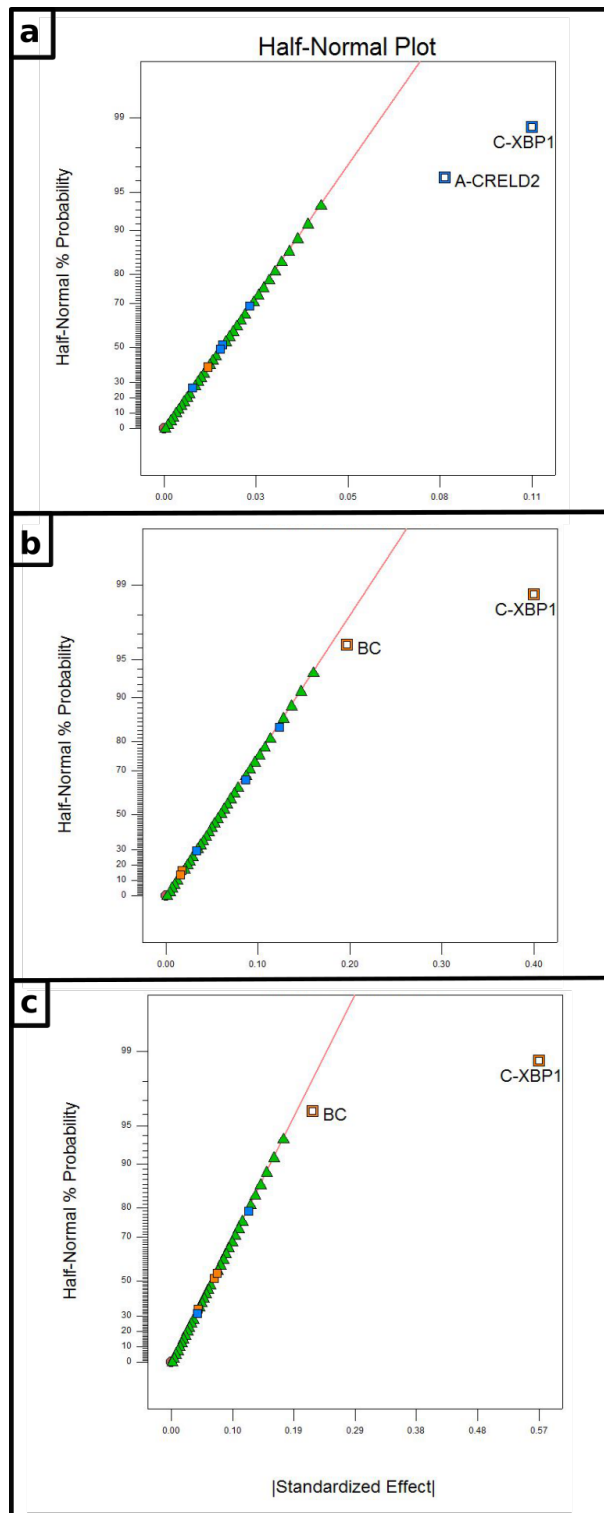 a
Half-Normal Plot
Half-Normal % Probability
99
95
90
80
70
50
30
20
10
0
C-XBP1
A-CRELD2
0.00 0.03 0.05 0.08 0.11
b
Half-Normal % Probability
99
95
90
80
70
50
30
20
10
0
C-XBP1
BC
0.00 0.10 0.20 0.30 0.40
c
Half-Normal % Probability
99
95
90
80
70
50
30
20
10
0
C-XBP1
BC
0.00 0.10 0.19 0.29 0.38 0.48 0.57
|Standardized Effect|